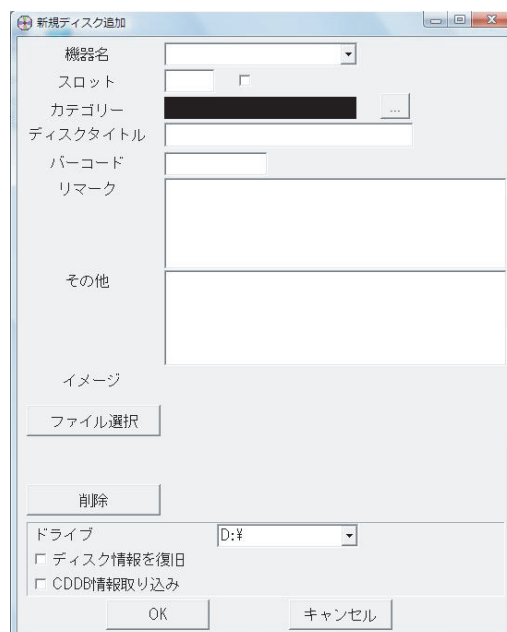 新規ディスク追加
機器名
スロット
カテゴリー
...
ディスクタイトル
バーコード
リマーク
その他
イメージ
ファイル選択
削除
ドライブ D:¥
ディスク情報を復旧
CDDB情報取り込み
OK キャンセル